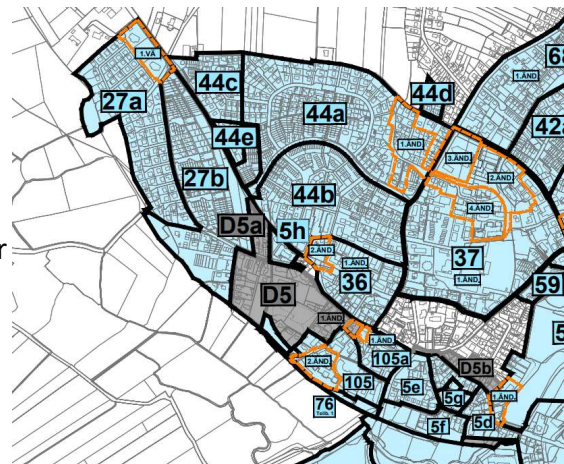 1.VÄ
27a
44c
44a
44d
68
1.ÄND.
42a
44e
1.ÄND.
3.ÄND.
2.ÄND.
27b
44b
4.ÄND.
D5a
5h
2.ÄND.
r
1.ÄND.
37
36
1.ÄND.
59
D5
1.ÄND.
1.ÄND.
5
2.ÄND.
105a
D5b
105
5e
5g
1.ÄND.
76
5f
5d